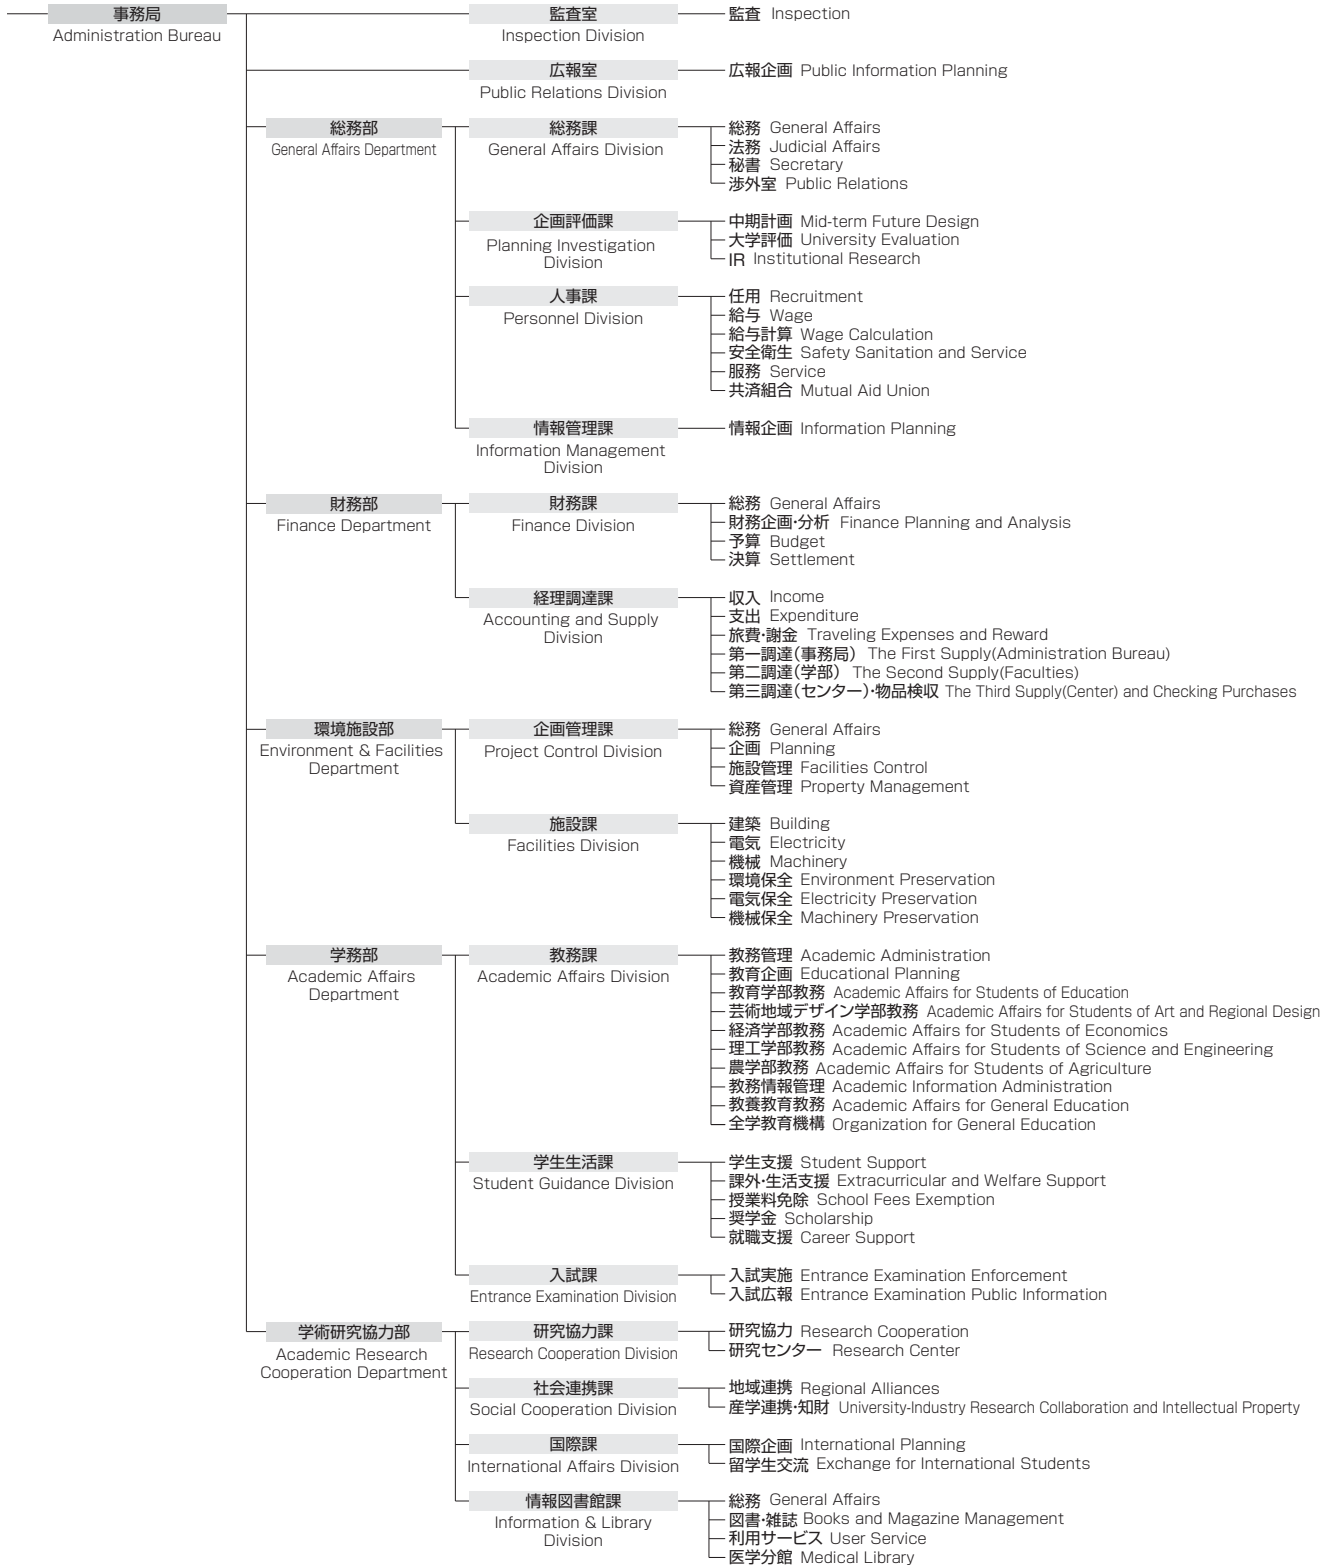 事務局
Administration Bureau
監査室
Inspection Division
監査 Inspection
広報室
Public Relations Division
広報企画 Public Information Planning
総務部
General Affairs Department
総務課
General Affairs Division
総務 General Affairs
法務 Judicial Affairs
秘書 Secretary
渉外室 Public Relations
企画評価課
Planning Investigation
Division
中期計画 Mid-term Future Design
大学評価 University Evaluation
IR Institutional Research
人事課
Personnel Division
任用 Recruitment
給与 Wage
給与計算 Wage Calculation
安全衛生 Safety Sanitation and Service
服務 Service
共済組合 Mutual Aid Union
情報管理課
Information Management
Division
情報企画 Information Planning
財務部
Finance Department
財務課
Finance Division
総務 General Affairs
財務企画・分析 Finance Planning and Analysis
予算 Budget
決算 Settlement
経理調達課
Accounting and Supply
Division
収入 Income
支出 Expenditure
旅費・謝金 Traveling Expenses and Reward
第一調達（事務局） The First Supply(Administration Bureau)
第二調達（学部） The Second Supply(Faculties)
第三調達（センター）・物品検収 The Third Supply(Center) and Checking Purchases
環境施設部
Environment & Facilities
Department
企画管理課
Project Control Division
総務 General Affairs
企画 Planning
施設管理 Facilities Control
資産管理 Property Management
施設課
Facilities Division
建築 Building
電気 Electricity
機械 Machinery
環境保全 Environment Preservation
電気保全 Electricity Preservation
機械保全 Machinery Preservation
学務部
Academic Affairs
Department
教務課
Academic Affairs Division
教務管理 Academic Administration
教育企画 Educational Planning
教育学部教務 Academic Affairs for Students of Education
芸術地域デザイン学部教務 Academic Affairs for Students of Art and Regional Design
経済学部教務 Academic Affairs for Students of Economics
理工学部教務 Academic Affairs for Students of Science and Engineering
農学部教務 Academic Affairs for Students of Agriculture
教務情報管理 Academic Information Administration
教養教育教務 Academic Affairs for General Education
全学教育機構 Organization for General Education
学生生活課
Student Guidance Division
学生支援 Student Support
課外・生活支援 Extracurricular and Welfare Support
授業料免除 School Fees Exemption
奨学金 Scholarship
就職支援 Career Support
入試課
Entrance Examination Division
入試実施 Entrance Examination Enforcement
入試広報 Entrance Examination Public Information
学術研究協力部
Academic Research
Cooperation Department
研究協力課
Research Cooperation Division
研究協力 Research Cooperation
研究センター Research Center
社会連携課
Social Cooperation Division
地域連携 Regional Alliances
産学連携・知財 University-Industry Research Collaboration and Intellectual Property
国際課
International Affairs Division
国際企画 International Planning
留学生交流 Exchange for International Students
情報図書館課
Information & Library
Division
総務 General Affairs
図書・雑誌 Books and Magazine Management
利用サービス User Service
医学分館 Medical Library